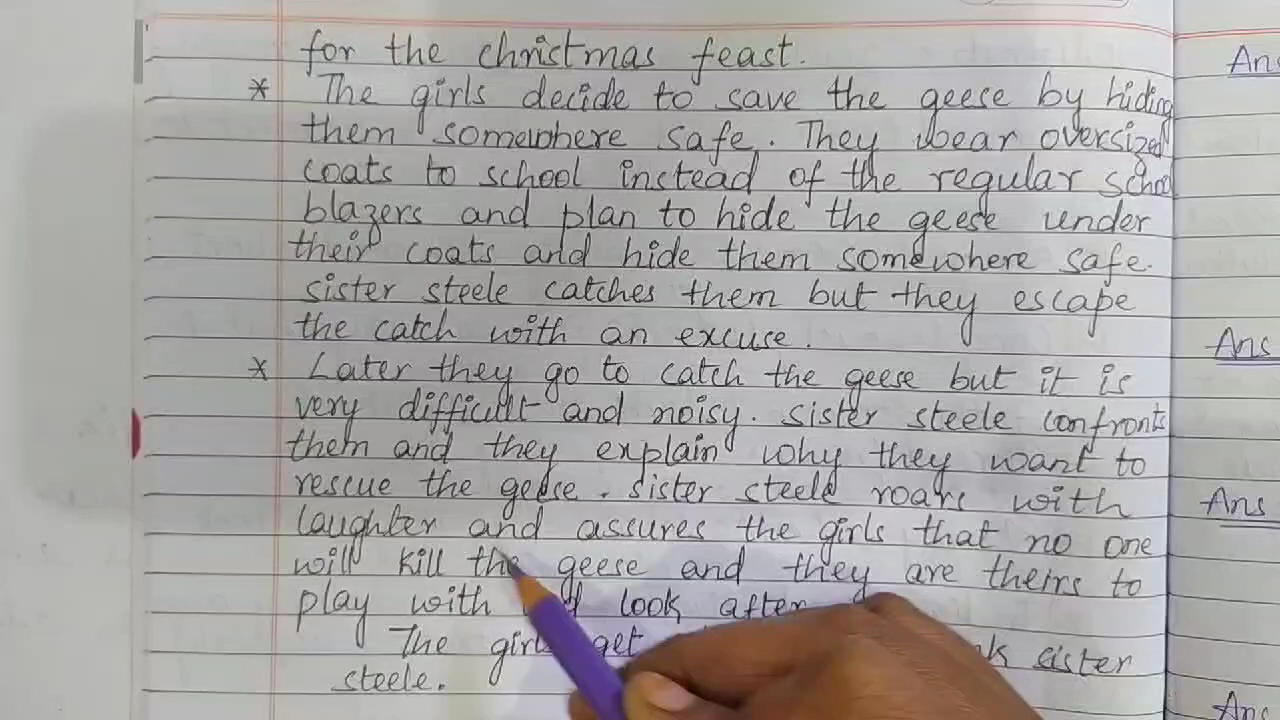 for the christmas feast.
* The girls decide to save the geese by hiding
them somewhere safe. They wear oversized
coats to school instead of the regular school
blazers and plan to hide the geese under
their coats and hide them somewhere safe.
sister steele catches them but they escape
the catch with an excuse.
* Later they go to catch the geese but it is
very difficult and noisy. sister steele confronts
them and they explain why they want to
rescue the geese. sister steele roars with
laughter and assures the girls that no one
will kill the geese and they are theirs to
play with look after
The get sister
steele.
Ans
Ans
Ans
Ans